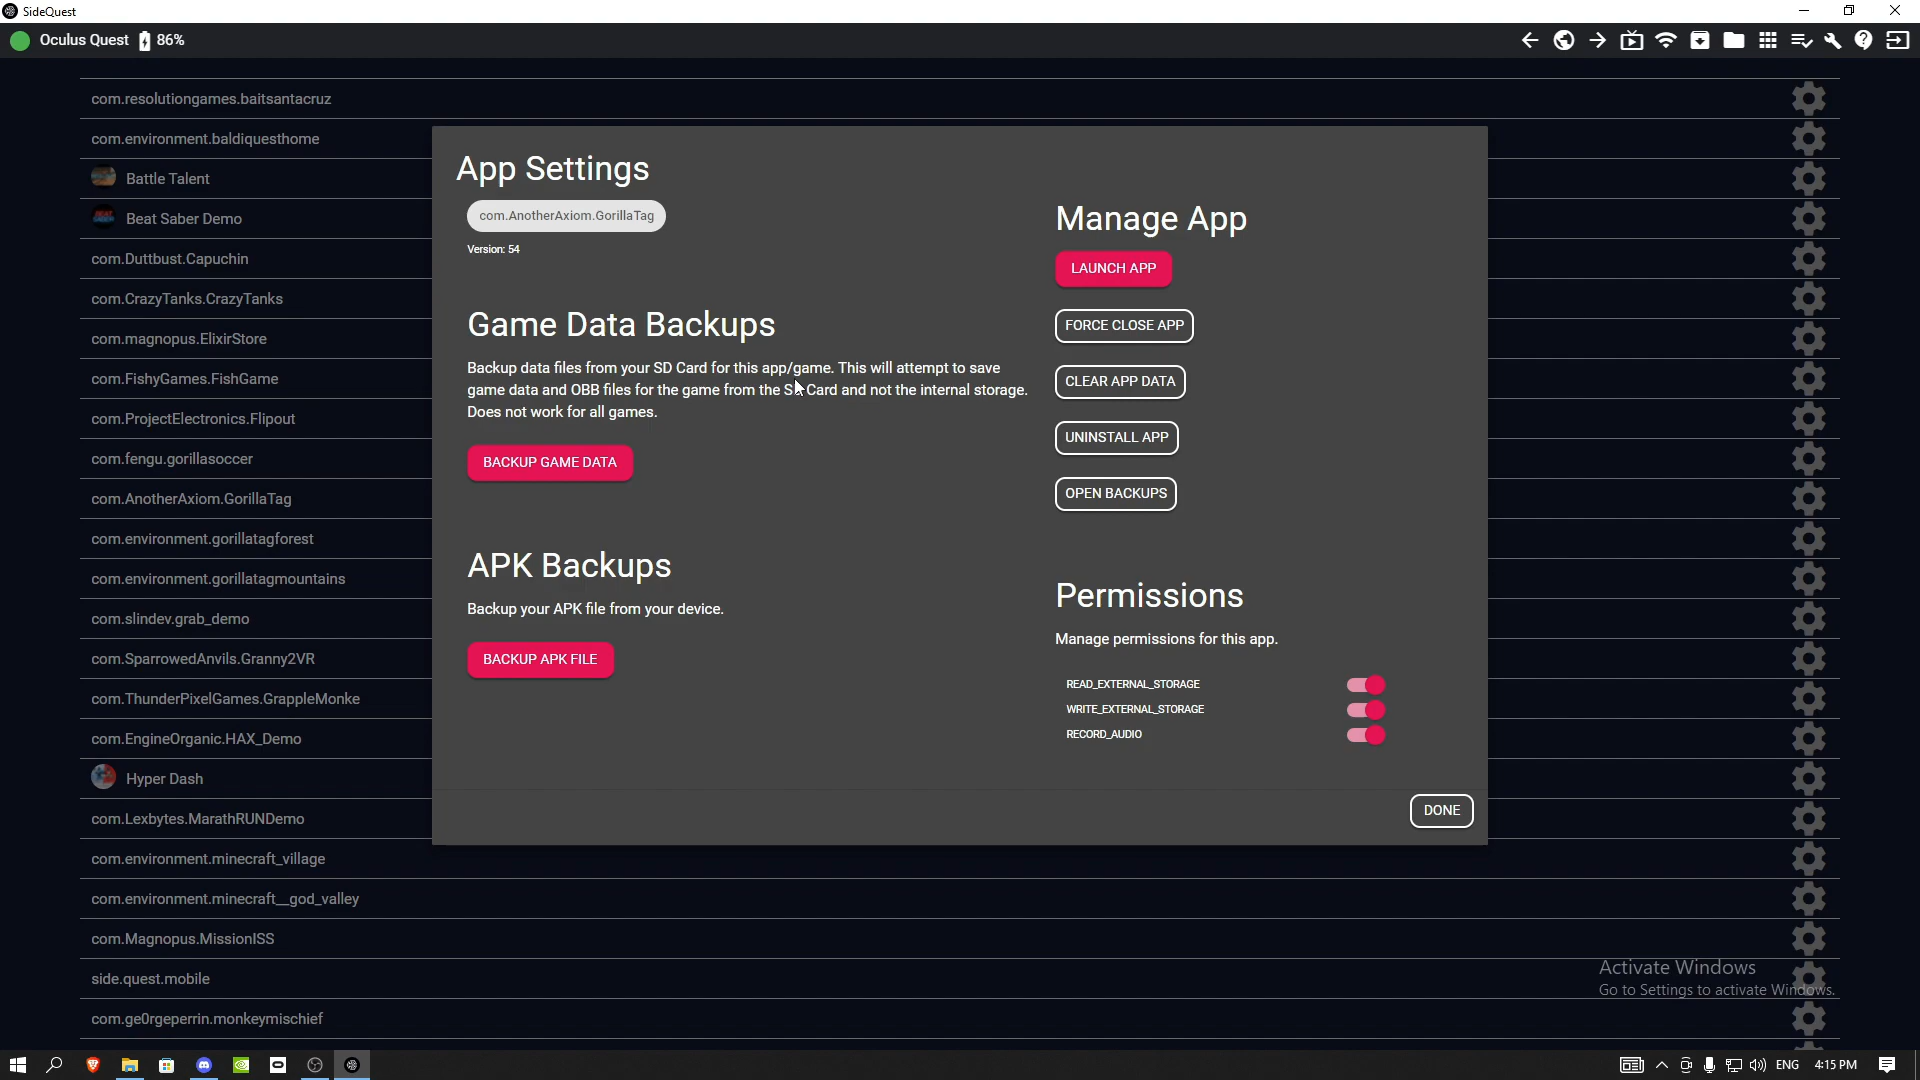 SideQuest
Oculus Quest 86%
com.resolutiongames.baitsantacruz
com.environment.baldiquesthome
Battle Talent
Beat Saber Demo
com.Duttbust.Capuchin
com.CrazyTanks.CrazyTanks
com.magnopus.ElixirStore
com.FishyGames.FishGame
com.ProjectElectronics.Flipout
com.fengu.gorillasoccer
com.AnotherAxiom.GorillaTag
com.environment.gorillatagforest
com.environment.gorillatagmountains
com.slindev.grab_demo
com.SparrowedAnvils.Granny2VR
com.ThunderPixelGames.GrappleMonke
com.EngineOrganic.HAX_Demo
Hyper Dash
com.Lexbytes.MarathRUNDemo
com.environment.minecraft_village
com.environment.minecraft__god_valley
com.Magnopus.MissionISS
side.quest.mobile
com.ge0rgeperrin.monkeymischief
App Settings
com.AnotherAxiom.GorillaTag
Version: 54
Game Data Backups
Backup data files from your SD Card for this app/game. This will attempt to save
game data and OBB files for the game from the SD Card and not the internal storage.
Does not work for all games.
BACKUP GAME DATA
APK Backups
Backup your APK file from your device.
BACKUP APK FILE
Manage App
LAUNCH APP
FORCE CLOSE APP
CLEAR APP DATA
UNINSTALL APP
OPEN BACKUPS
Permissions
Manage permissions for this app.
READ_EXTERNAL_STORAGE
WRITE_EXTERNAL_STORAGE
RECORD_AUDIO
DONE
Activate Windows
Go to Settings to activate Windows.
ENG 4:15 PM